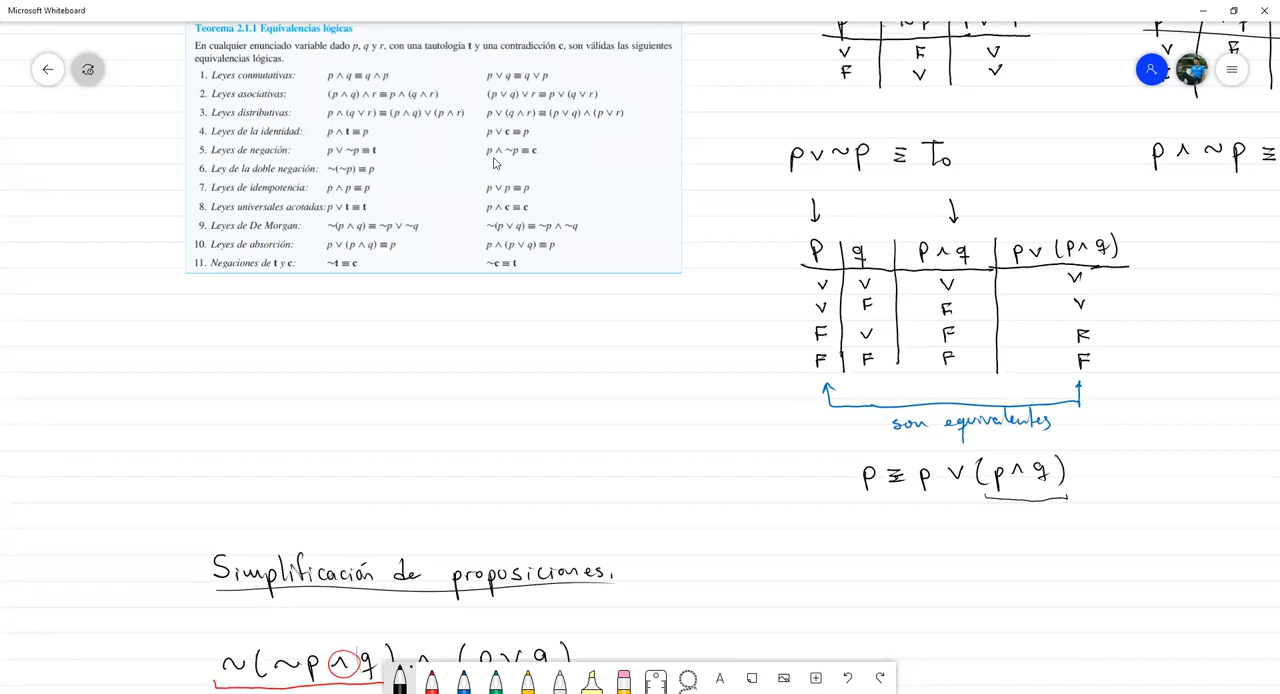 Microsoft Whiteboard
Teorema 2.1.1 Equivalencias lógicas
En cualquier enunciado variable dado p, q y r, con una tautología t y una contradicción c, son válidas las siguientes
equivalencias lógicas.
1. Leyes conmutativas: p ∧ q ≡ q ∧ p p ∨ q ≡ q ∨ p
2. Leyes asociativas: (p ∧ q) ∧ r ≡ p ∧ (q ∧ r) (p ∨ q) ∨ r ≡ p ∨ (q ∨ r)
3. Leyes distributivas: p ∧ (q ∨ r) ≡ (p ∧ q) ∨ (p ∧ r) p ∨ (q ∧ r) ≡ (p ∨ q) ∧ (p ∨ r)
4. Leyes de la identidad: p ∧ t ≡ p p ∨ c ≡ p
5. Leyes de negación: p ∨ ~p ≡ t p ∧ ~p ≡ c
6. Ley de la doble negación: ~(~p) ≡ p
7. Leyes de idempotencia: p ∧ p ≡ p p ∨ p ≡ p
8. Leyes universales acotadas: p ∨ t ≡ t p ∧ c ≡ c
9. Leyes de De Morgan: ~(p ∧ q) ≡ ~p ∨ ~q ~(p ∨ q) ≡ ~p ∧ ~q
10. Leyes de absorción: p ∨ (p ∧ q) ≡ p p ∧ (p ∨ q) ≡ p
11. Negaciones de t y c: ~t ≡ c ~c ≡ t
V F V
F V V
V F
p ∨ ~p ≡ T₀ p ∧ ~p ≡
p q p ∧ q p ∨ (p ∧ q)
V V V V
V F F V
F V F F
F F F F
son equivalentes
p ≡ p ∨ (p ∧ q)
Simplificación de proposiciones.
~(~p ∧ q) ∧ (p ∨ q)
A